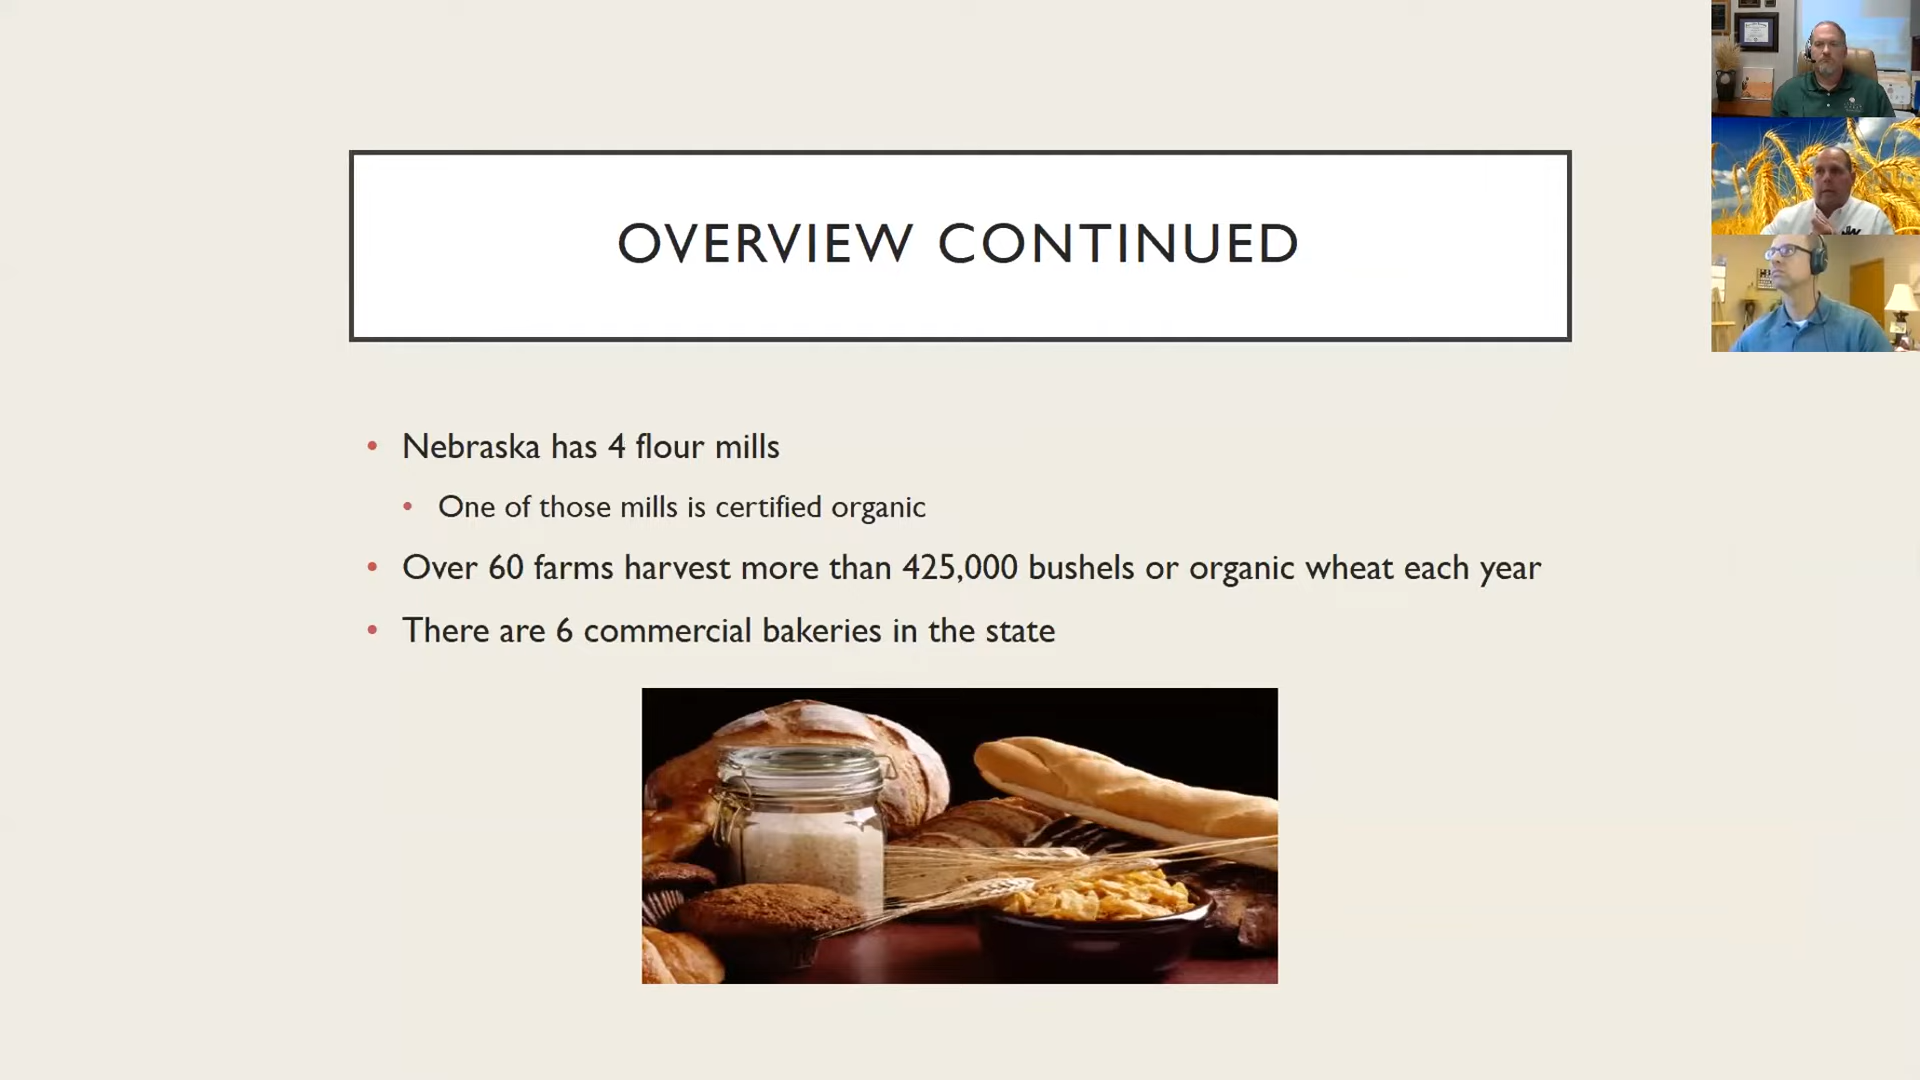 OVERVIEW CONTINUED
• Nebraska has 4 flour mills
• One of those mills is certified organic
• Over 60 farms harvest more than 425,000 bushels or organic wheat each year
• There are 6 commercial bakeries in the state